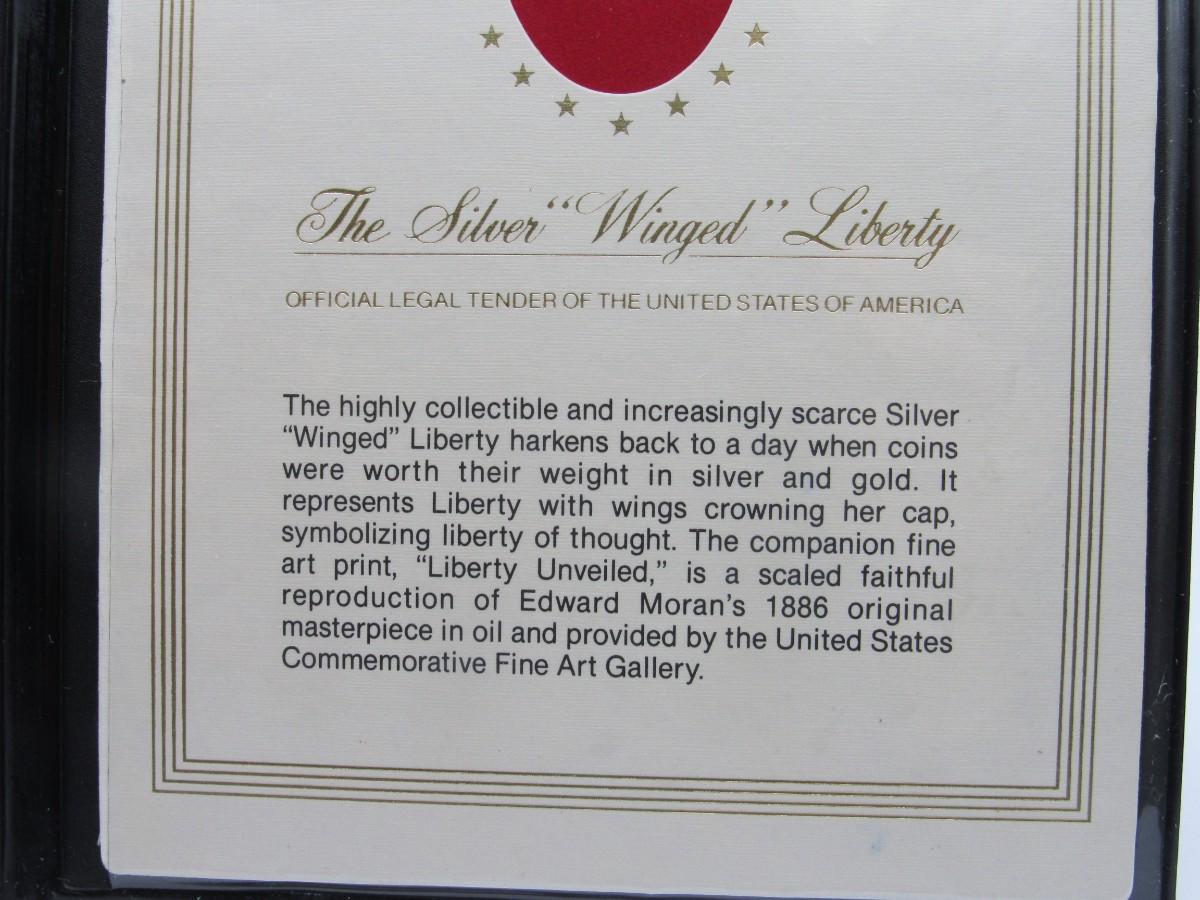 The Silver “Winged” Liberty
OFFICIAL LEGAL TENDER OF THE UNITED STATES OF AMERICA
The highly collectible and increasingly scarce Silver
“Winged” Liberty harkens back to a day when coins
were worth their weight in silver and gold. It
represents Liberty with wings crowning her cap,
symbolizing liberty of thought. The companion fine
art print, “Liberty Unveiled,” is a scaled faithful
reproduction of Edward Moran’s 1886 original
masterpiece in oil and provided by the United States
Commemorative Fine Art Gallery.